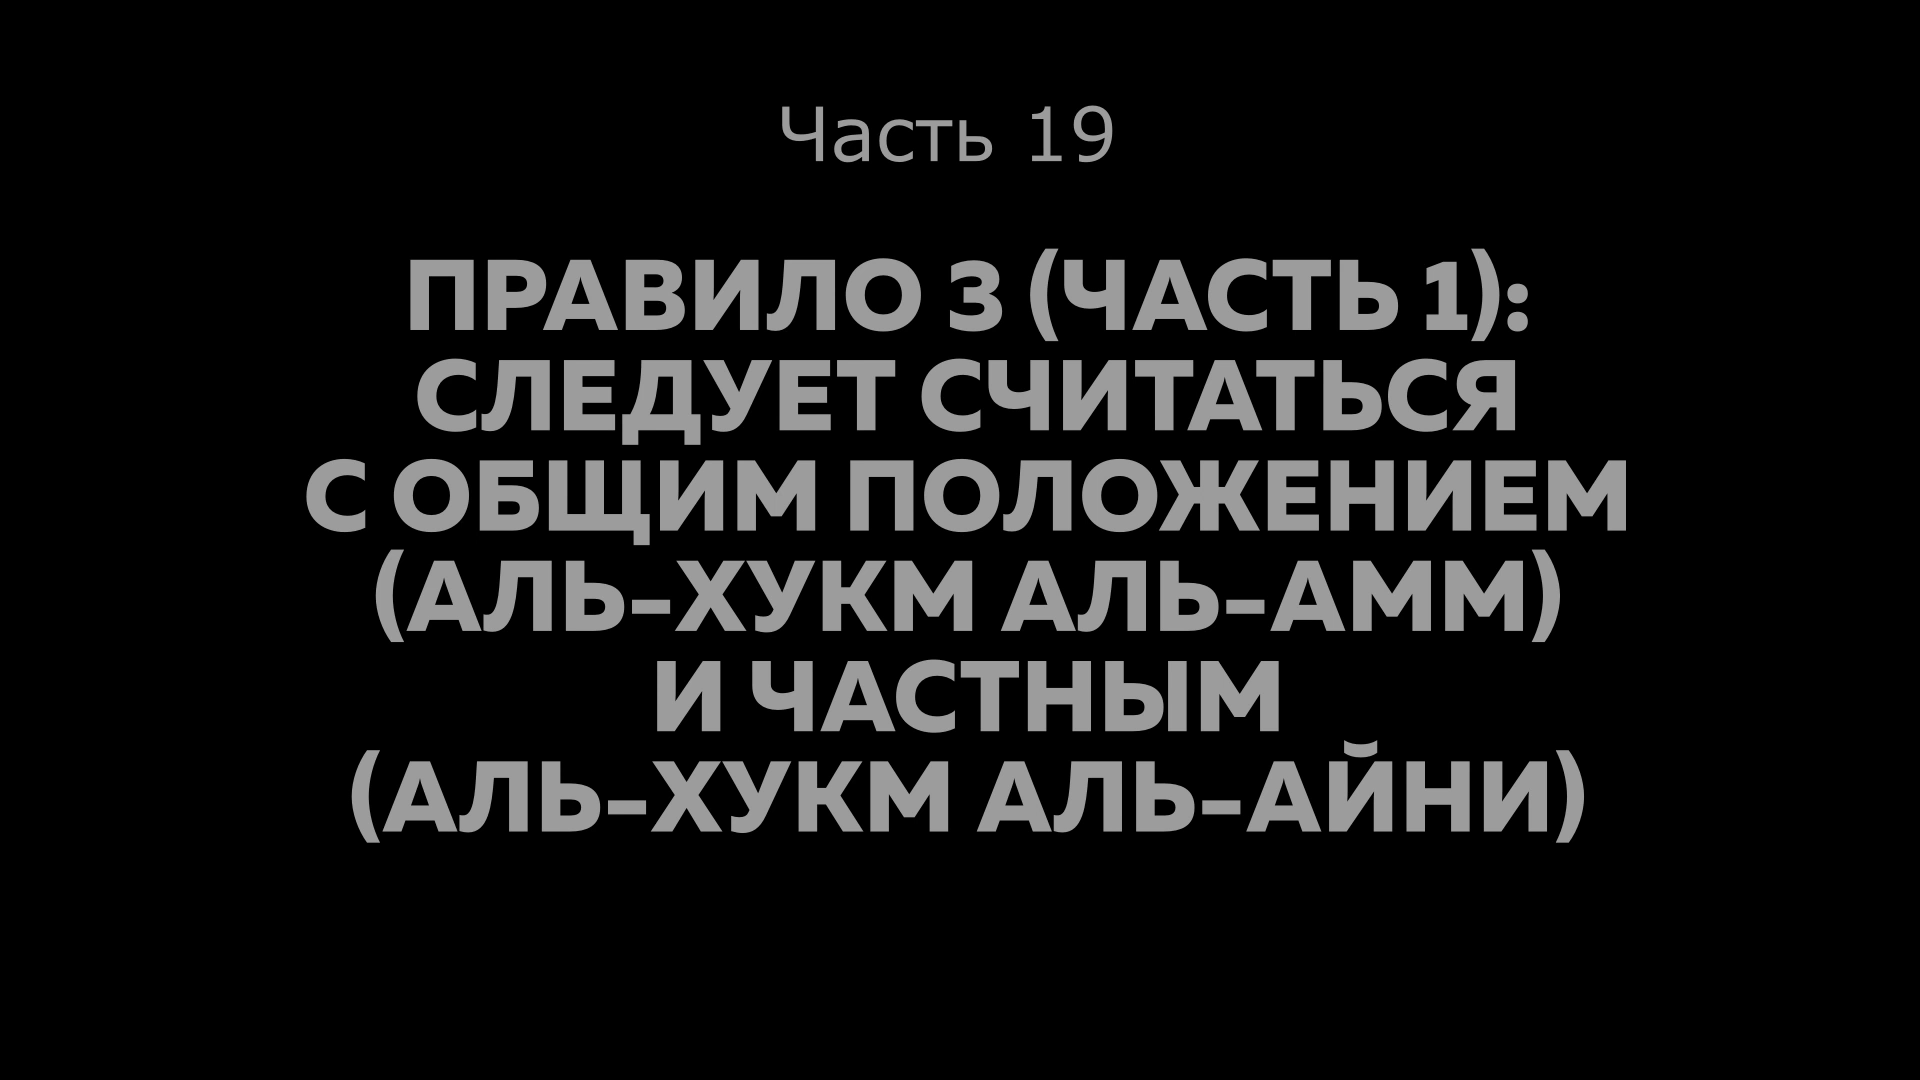 Часть 19
ПРАВИЛО 3 (ЧАСТЬ 1):
СЛЕДУЕТ СЧИТАТЬСЯ
С ОБЩИМ ПОЛОЖЕНИЕМ
(АЛЬ-ХУКМ АЛЬ-АММ)
И ЧАСТНЫМ
(АЛЬ-ХУКМ АЛЬ-АЙНИ)